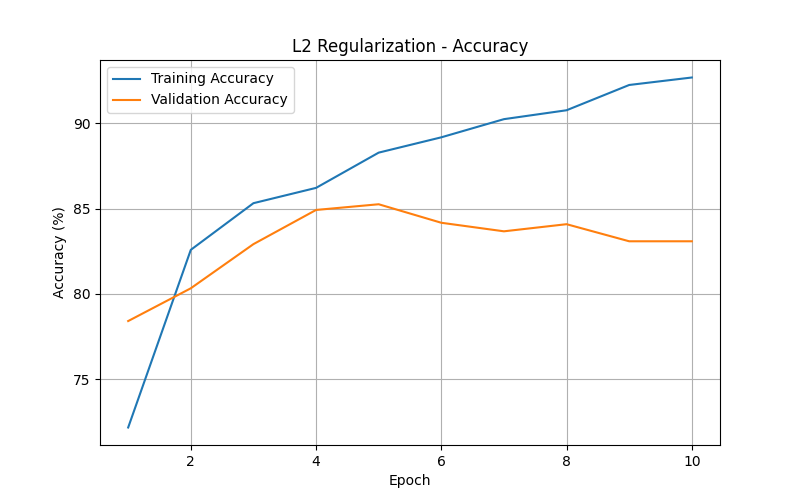 L2 Regularization - Accuracy
Training Accuracy
Validation Accuracy
90
85
80
75
Accuracy (%)
2
4
6
8
10
Epoch